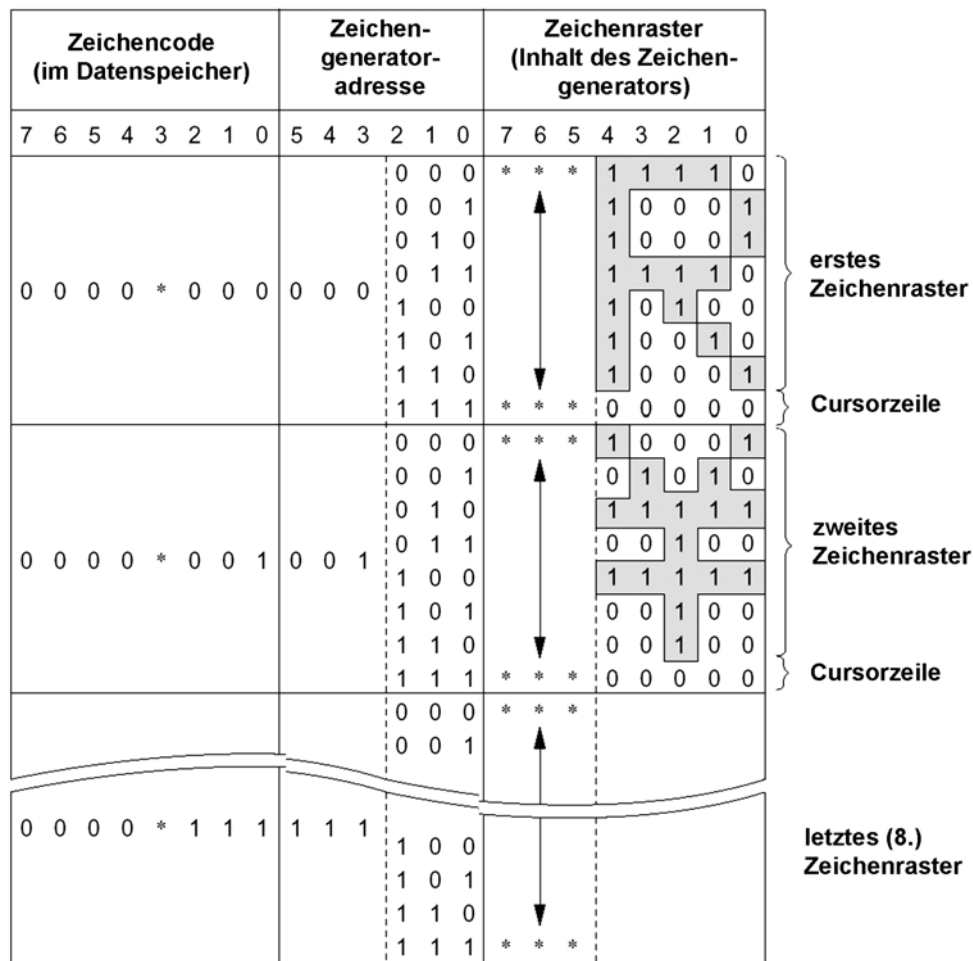 Zeichencode
(im Datenspeicher)
Zeichen-
generator-
adresse
Zeichenraster
(Inhalt des Zeichen-
generators)
7 6 5 4 3 2 1 0 5 4 3 2 1 0 7 6 5 4 3 2 1 0
0 0 0 * * * 1 1 1 1 0
0 0 1 1 0 0 0 1
0 1 0 1 0 0 0 1
0 1 1 1 1 1 1 0
0 0 0 0 * 0 0 0 0 0 0
1 0 0 1 0 1 0 0
1 0 1 1 0 0 1 0
1 1 0 1 0 0 0 1
1 1 1 * * * 0 0 0 0 0
erstes
Zeichenraster
Cursorzeile
0 0 0 * * * 1 0 0 0 1
0 0 1 0 1 0 1 0
0 1 0 1 1 1 1 1
0 1 1 0 0 1 0 0
0 0 0 0 * 0 0 1 0 0 1
1 0 0 1 1 1 1 1
1 0 1 0 0 1 0 0
1 1 0 0 0 1 0 0
1 1 1 * * * 0 0 0 0 0
zweites
Zeichenraster
Cursorzeile
0 0 0 * * *
0 0 1
0 0 0 0 * 1 1 1 1 1 1
1 0 0
1 0 1
1 1 0
1 1 1 * * *
letztes (8.)
Zeichenraster